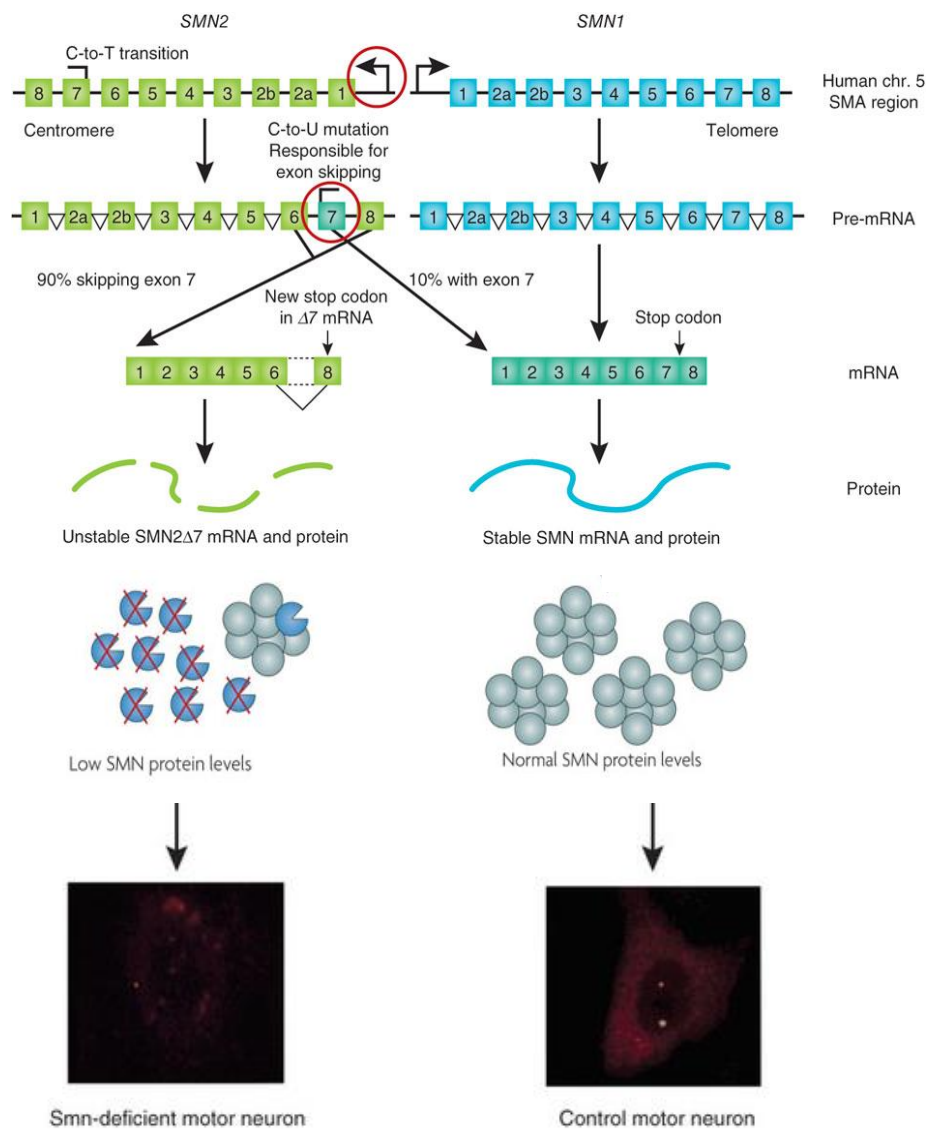 SMN2
SMN1
C-to-T transition
8 7 6 5 4 3 2b 2a 1
1 2a 2b 3 4 5 6 7 8
Human chr. 5
SMA region
Centromere
Telomere
C-to-U mutation
Responsible for
exon skipping
1 2a 2b 3 4 5 6 7 8
1 2a 2b 3 4 5 6 7 8
Pre-mRNA
90% skipping exon 7
10% with exon 7
New stop codon
in Δ7 mRNA
Stop codon
1 2 3 4 5 6 8
1 2 3 4 5 6 7 8
mRNA
Protein
Unstable SMN2Δ7 mRNA and protein
Stable SMN mRNA and protein
Low SMN protein levels
Normal SMN protein levels
Smn-deficient motor neuron
Control motor neuron